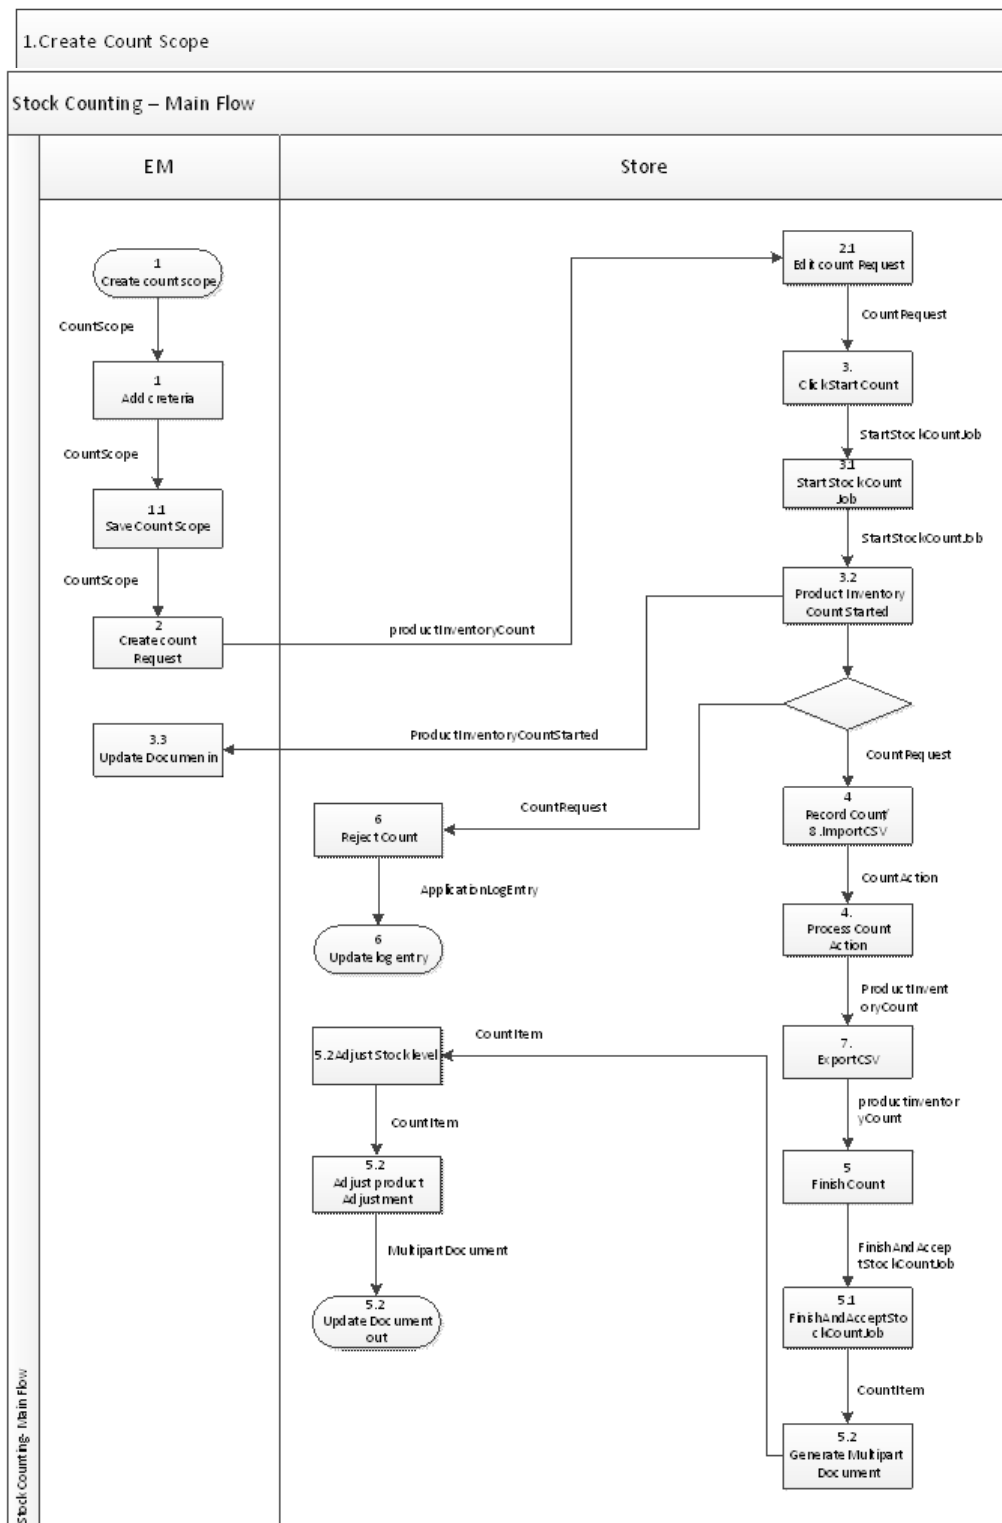 1.Create Count Scope
Stock Counting – Main Flow
EM
Store
1
Create count scope
CountScope
1
Add creteria
CountScope
1.1
Save Count Scope
CountScope
2
Create count
Request
productInventoryCount
3.3
Update Documen in
ProductInventoryCountStarted
2.1
Edit count Request
CountRequest
3.
Click Start Count
StartStockCountJob
3.1
Start Stock Count
Job
StartStockCountJob
3.2
Product Inventory
Count Started
CountRequest
CountRequest
6
Reject Count
ApplicationLogEntry
6
Update log entry
4
Record Count/
8.ImportCSV
CountAction
4.
Process Count
Action
ProductInvent
oryCount
7.
ExportCSV
productinventor
yCount
5
Finish Count
FinishAndAccep
tStockCountJob
5.1
FinishAndAcceptSto
ckCountJob
CountItem
5.2
Generate Multipart
Document
CountItem
5.2 Adjust Stock level
CountItem
5.2
Adjust product
Adjustment
MultipartDocument
5.2
Update Document
out
Stock Counting- Main Flow